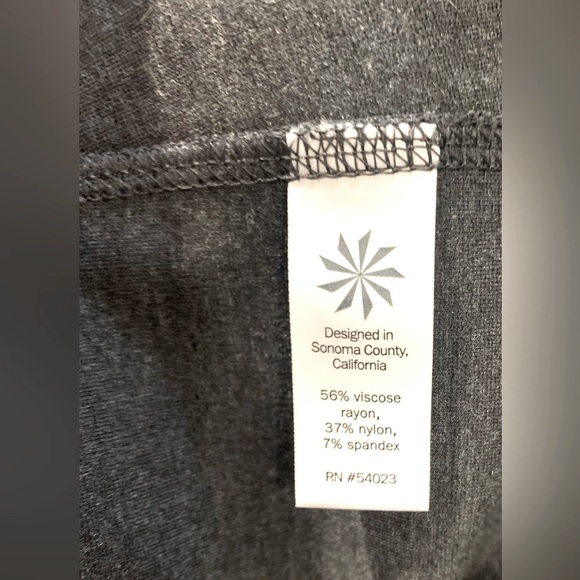 Designed in
Sonoma County,
California
56% viscose
rayon,
37% nylon,
7% spandex
RN #54023